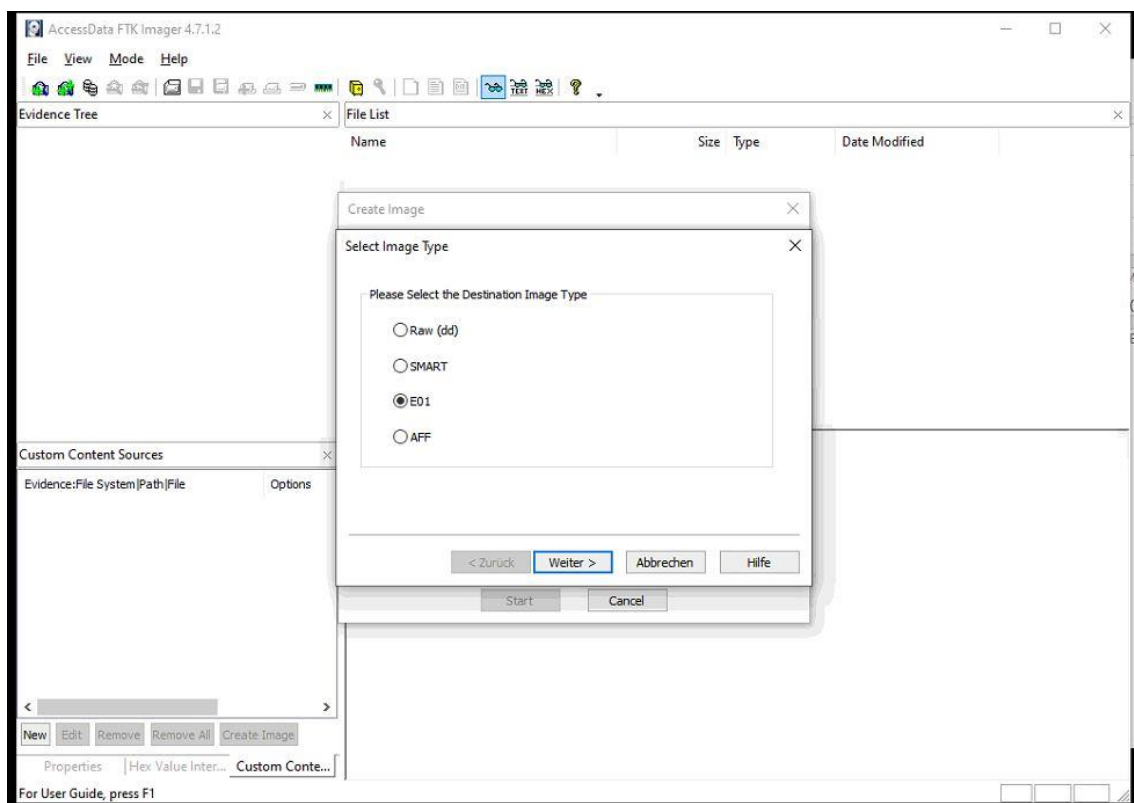 AccessData FTK Imager 4.7.1.2
File View Mode Help
TEXT HEX
Evidence Tree
File List
Name Size Type Date Modified
Create Image
Select Image Type
Please Select the Destination Image Type
Raw (dd)
SMART
E01
AFF
Custom Content Sources
Evidence:File System|Path|File Options
< Zurück Weiter > Abbrechen Hilfe
Start Cancel
New Edit Remove Remove All Create Image
Properties Hex Value Inter... Custom Conte...
For User Guide, press F1